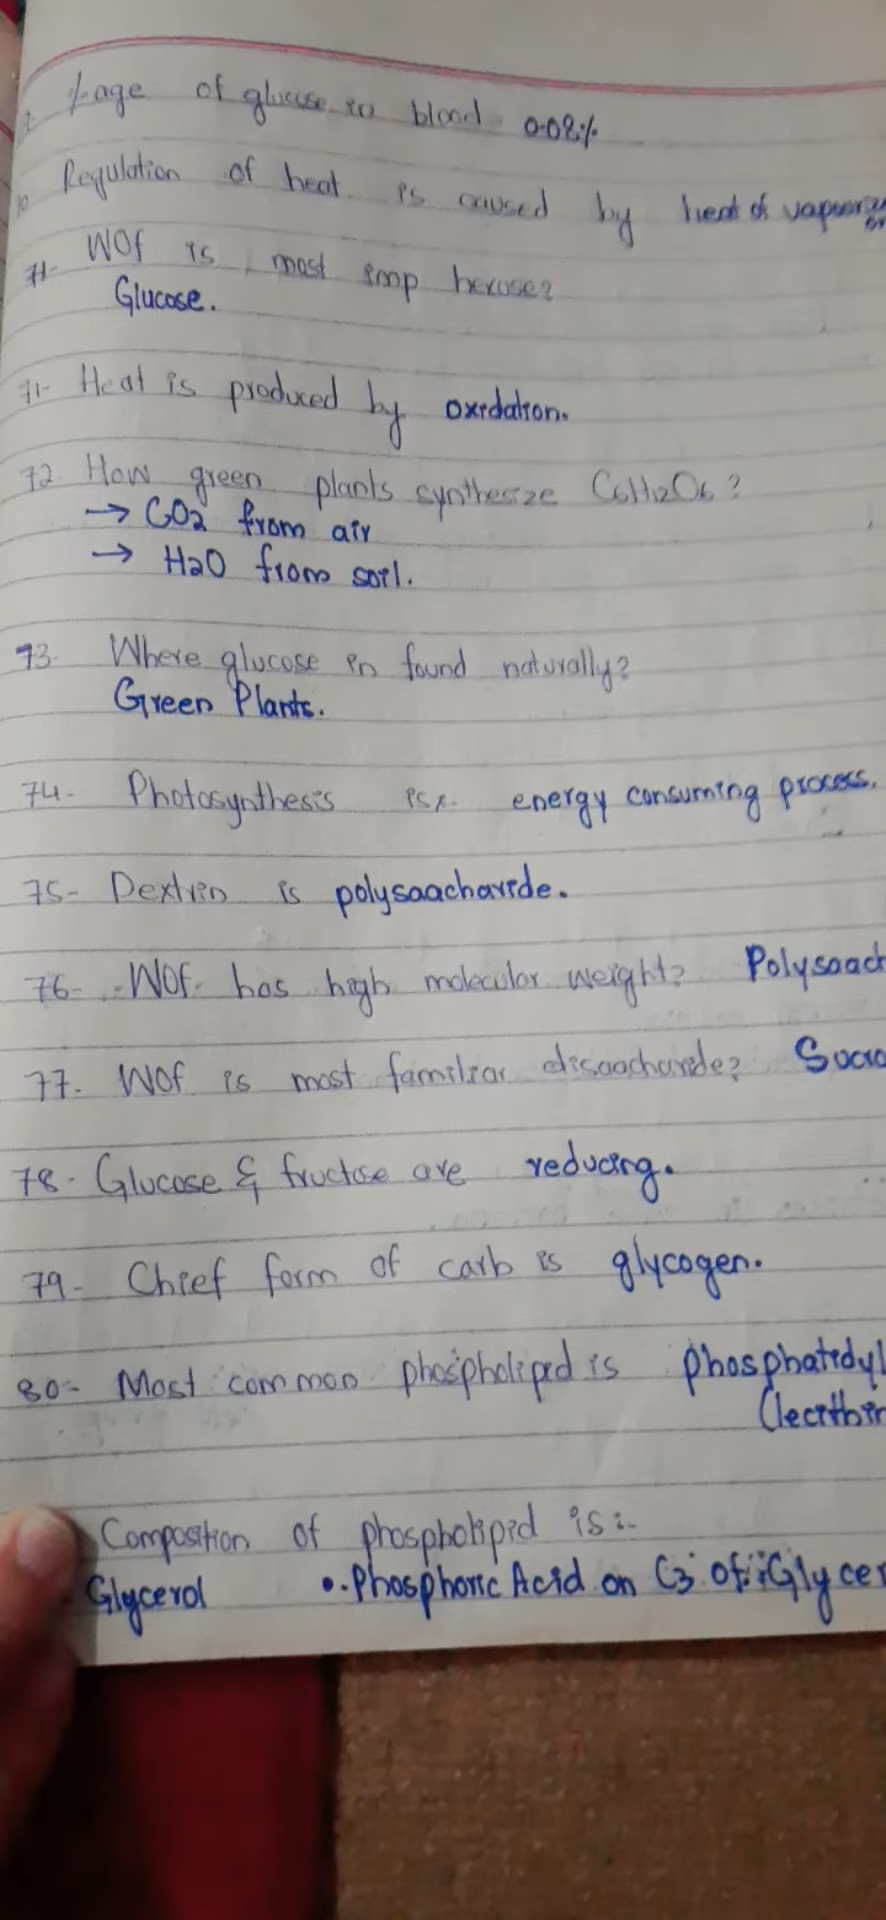 %age of glucose in blood 0.08%
Regulation of heat is caused by heat of vapour
71- WOf is most imp hexose?
Glucose.
71- Heat is produced by oxidation.
72. How green plants synthesize C6H12O6?
→ CO2 from air
→ H2O from soil.
73. Where glucose in found naturally?
Green Plants.
74- Photosynthesis is energy consuming process.
75- Dextrin is polysaacharide.
76- WOf has high molecular weight? Polysaach
77. WOf is most familiar disaacharide? Sucro
78. Glucose & fructose are reducing.
79- Chief form of carb is glycogen.
80- Most common phospholipid is phosphatidyl
(lecithin
Composition of phospholipid is:-
Glycerol •. Phosphoric Acid on C3 of Glycer